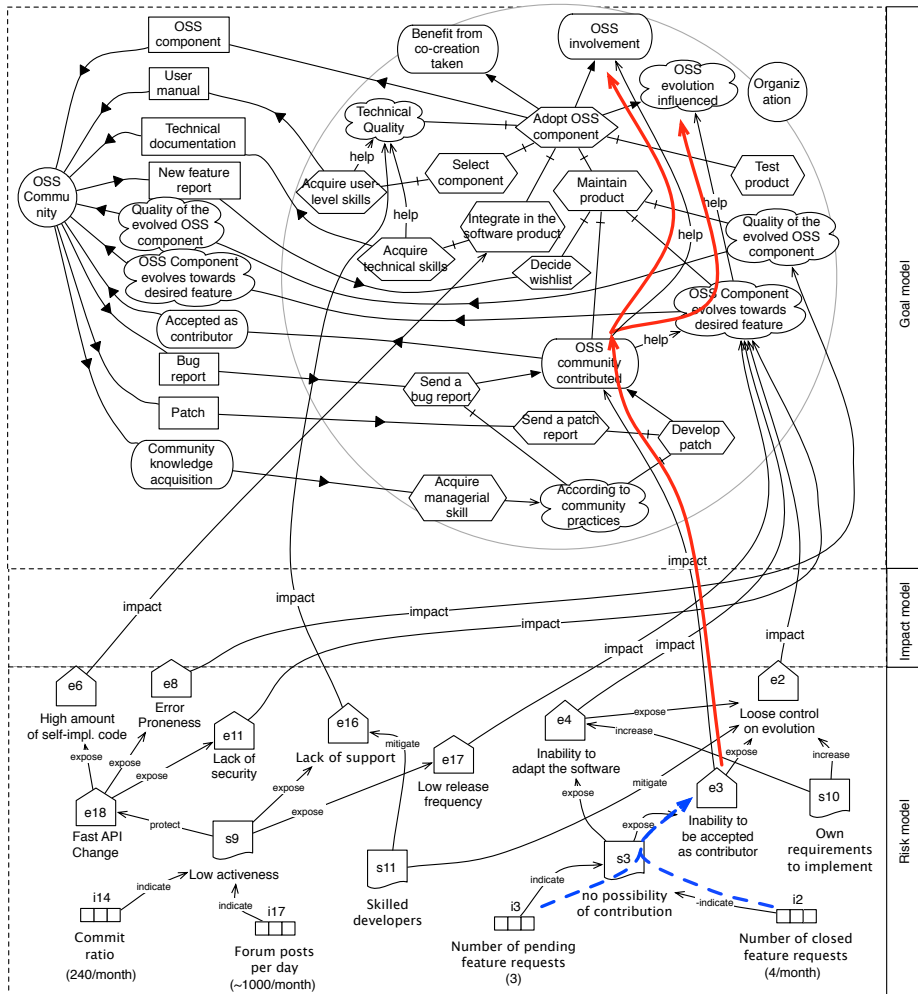 OSS
component
User
manual
Technical
documentation
New feature
report
Quality of the
evolved OSS
component
OSS Component
evolves towards
desired feature
Accepted as
contributor
Bug
report
Patch
Community
knowledge
acquisition
OSS
Commu
nity
Benefit from
co-creation
taken
OSS
involvement
OSS
evolution
influenced
Organiz
ation
Technical
Quality
Adopt OSS
component
help
Select
component
Acquire user-
level skills
Maintain
product
Test
product
help
help
Integrate in the
software product
Acquire
technical skills
Decide
wishlist
help
Quality of the
evolved OSS
component
OSS Component
evolves towards
desired feature
OSS
community
contributed
help
Send a
bug report
Send a patch
report
Develop
patch
Acquire
managerial
skill
According to
community
practices
Goal model
impact
impact
impact
impact
impact
impact
impact
impact
Impact model
e6
High amount
of self-impl. code
e8
Error
Proneness
e11
Lack of
security
e16
Lack of support
e17
Low release
frequency
e4
Inability to
adapt the software
e2
Loose control
on evolution
e3
Inability to
be accepted
as contributor
s10
Own
requirements
to implement
expose
expose
expose
expose
expose
mitigate
expose
increase
mitigate
expose
increase
expose
expose
e18
Fast API
Change
protect
s9
Low activeness
s11
Skilled
developers
s3
no possibility
of contribution
i14
indicate
Commit
ratio
(240/month)
i17
indicate
Forum posts
per day
(~1000/month)
i3
indicate
Number of pending
feature requests
(3)
i2
-indicate
Number of closed
feature requests
(4/month)
Risk model